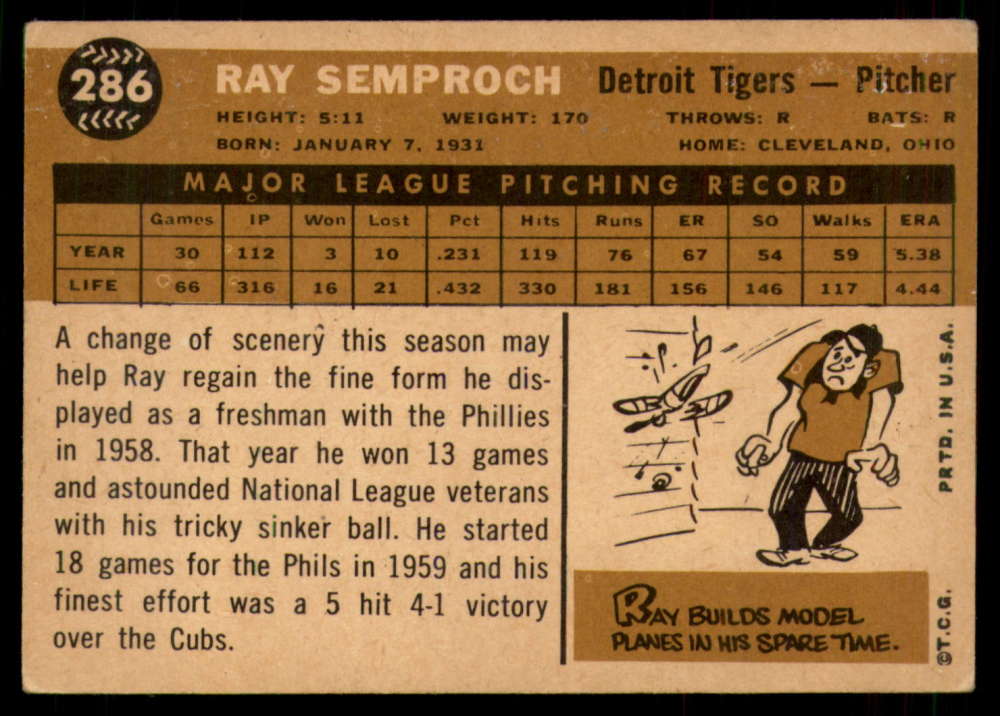 286
RAY SEMPROCH Detroit Tigers — Pitcher
HEIGHT: 5:11 WEIGHT: 170 THROWS: R BATS: R
BORN: JANUARY 7, 1931 HOME: CLEVELAND, OHIO
MAJOR LEAGUE PITCHING RECORD
Games IP Won Lost Pct Hits Runs ER SO Walks ERA
YEAR 30 112 3 10 .231 119 76 67 54 59 5.38
LIFE 66 316 16 21 .432 330 181 156 146 117 4.44
A change of scenery this season may
help Ray regain the fine form he dis-
played as a freshman with the Phillies
in 1958. That year he won 13 games
and astounded National League veterans
with his tricky sinker ball. He started
18 games for the Phils in 1959 and his
finest effort was a 5 hit 4-1 victory
over the Cubs.
RAY BUILDS MODEL
PLANES IN HIS SPARE TIME.
©T.C.G. PRTD. IN U.S.A.